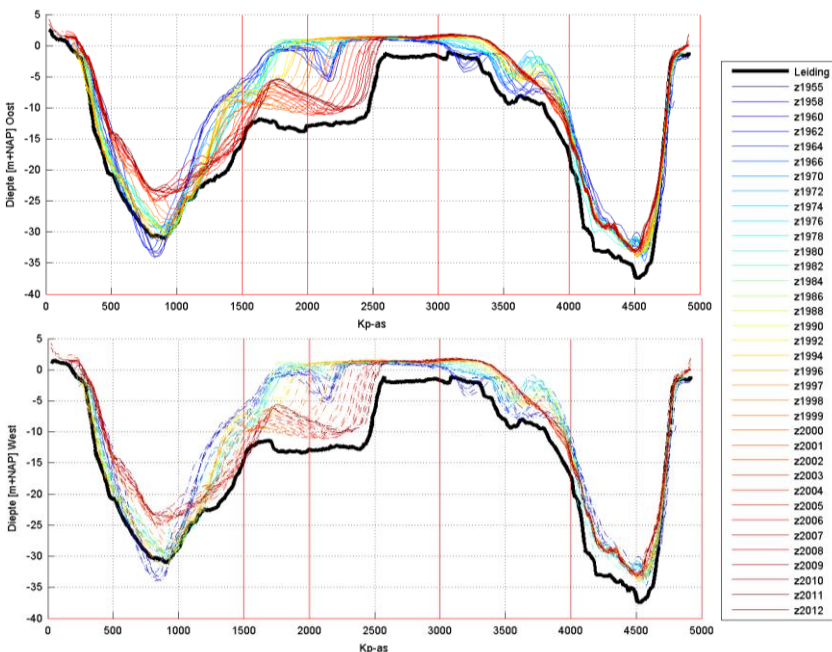 5
0
-5
-10
-15
-20
-25
-30
-35
-40
Diepte [m+NAP] Oost
0
500
1000
1500
2000
2500
3000
3500
4000
4500
5000
Kp-as
5
0
-5
-10
-15
-20
-25
-30
-35
-40
Diepte [m+NAP] West
0
500
1000
1500
2000
2500
3000
3500
4000
4500
5000
Kp-as
Leiding
z1955
z1958
z1960
z1962
z1964
z1966
z1970
z1972
z1974
z1976
z1978
z1980
z1982
z1984
z1986
z1988
z1990
z1992
z1994
z1996
z1997
z1998
z1999
z2000
z2001
z2002
z2003
z2004
z2005
z2006
z2007
z2008
z2009
z2010
z2011
z2012